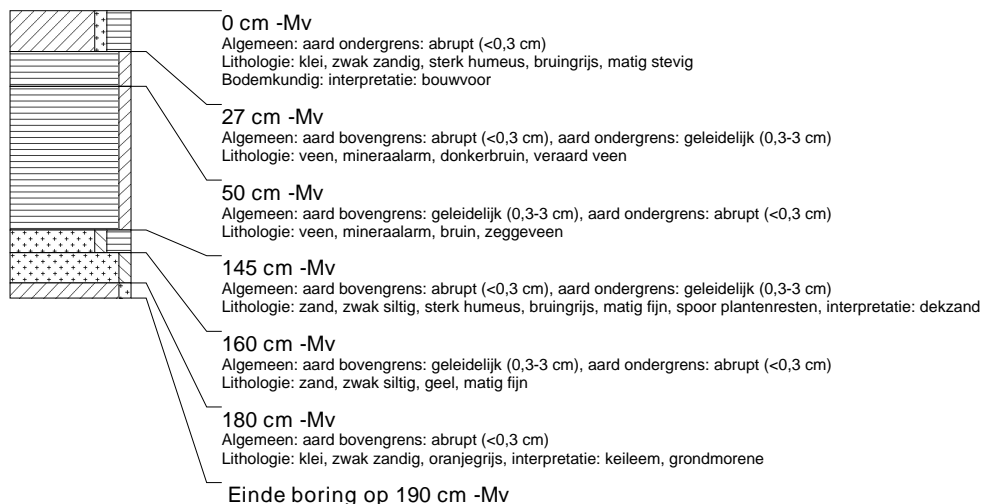 0 cm -Mv
Algemeen: aard ondergrens: abrupt (<0,3 cm)
Lithologie: klei, zwak zandig, sterk humeus, bruingrijs, matig stevig
Bodemkundig: interpretatie: bouwvoor
27 cm -Mv
Algemeen: aard bovengrens: abrupt (<0,3 cm), aard ondergrens: geleidelijk (0,3-3 cm)
Lithologie: veen, mineraalarm, donkerbruin, veraard veen
50 cm -Mv
Algemeen: aard bovengrens: geleidelijk (0,3-3 cm), aard ondergrens: abrupt (<0,3 cm)
Lithologie: veen, mineraalarm, bruin, zeggeveen
145 cm -Mv
Algemeen: aard bovengrens: abrupt (<0,3 cm), aard ondergrens: geleidelijk (0,3-3 cm)
Lithologie: zand, zwak siltig, sterk humeus, bruingrijs, matig fijn, spoor plantenresten, interpretatie: dekzand
160 cm -Mv
Algemeen: aard bovengrens: geleidelijk (0,3-3 cm), aard ondergrens: abrupt (<0,3 cm)
Lithologie: zand, zwak siltig, geel, matig fijn
180 cm -Mv
Algemeen: aard bovengrens: abrupt (<0,3 cm)
Lithologie: klei, zwak zandig, oranjegrijs, interpretatie: keileem, grondmorene
Einde boring op 190 cm -Mv